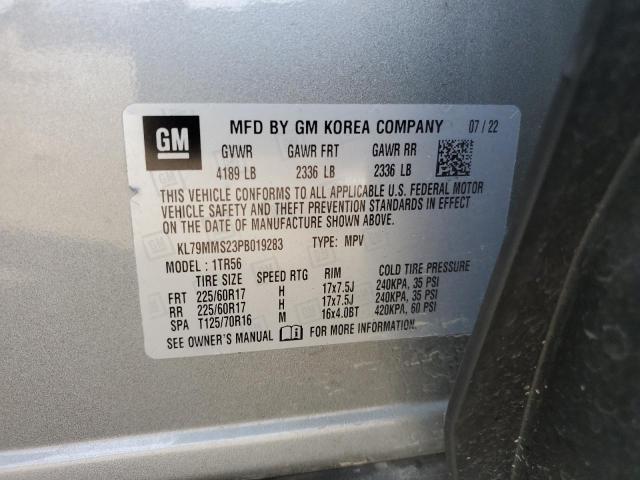 GM MFD BY GM KOREA COMPANY 07 / 22
GVWR GAWR FRT GAWR RR
4189 LB 2336 LB 2336 LB
THIS VEHICLE CONFORMS TO ALL APPLICABLE U.S. FEDERAL MOTOR
VEHICLE SAFETY AND THEFT PREVENTION STANDARDS IN EFFECT
ON THE DATE OF MANUFACTURE SHOWN ABOVE.
KL79MMS23PB019283 TYPE: MPV
MODEL : 1TR56
TIRE SIZE SPEED RTG RIM COLD TIRE PRESSURE
FRT 225/60R17 H 17x7.5J 240KPA, 35 PSI
RR 225/60R17 H 17x7.5J 240KPA, 35 PSI
SPA T125/70R16 M 16x4.0BT 420KPA, 60 PSI
SEE OWNER'S MANUAL FOR MORE INFORMATION.